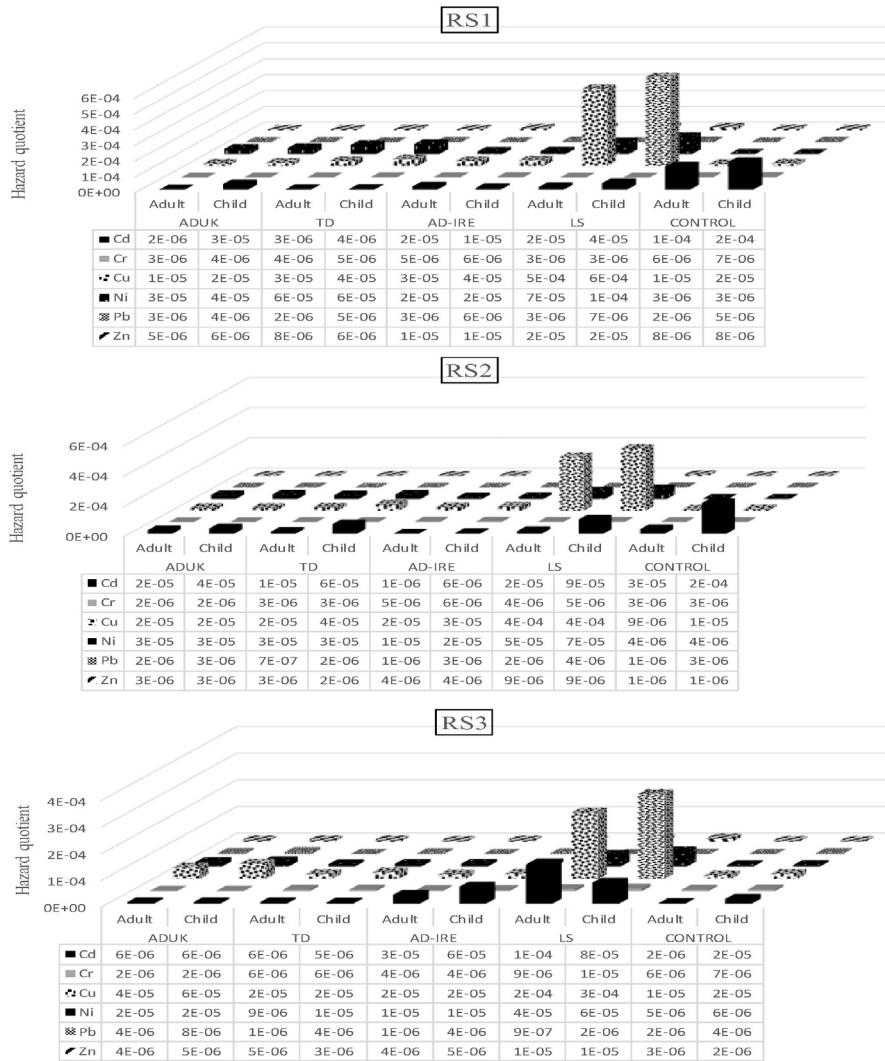 RS1
Hazard quotient
6E-04
5E-04
4E-04
3E-04
2E-04
1E-04
0E+00
Adult Child Adult Child Adult Child Adult Child Adult Child
ADUK TD AD-IRE LS CONTROL
Cd 2E-06 3E-05 3E-06 4E-06 2E-05 1E-05 2E-05 4E-05 1E-04 2E-04
Cr 3E-06 4E-06 4E-06 5E-06 5E-06 6E-06 3E-06 3E-06 6E-06 7E-06
Cu 1E-05 2E-05 3E-05 4E-05 3E-05 4E-05 5E-04 6E-04 1E-05 2E-05
Ni 3E-05 4E-05 6E-05 6E-05 2E-05 2E-05 7E-05 1E-04 3E-06 3E-06
Pb 3E-06 4E-06 2E-06 5E-06 3E-06 6E-06 3E-06 7E-06 2E-06 5E-06
Zn 5E-06 6E-06 8E-06 6E-06 1E-05 1E-05 2E-05 2E-05 8E-06 8E-06
RS2
Hazard quotient
6E-04
4E-04
2E-04
0E+00
Adult Child Adult Child Adult Child Adult Child Adult Child
ADUK TD AD-IRE LS CONTROL
Cd 2E-05 4E-05 1E-05 6E-05 1E-06 6E-06 2E-05 9E-05 3E-05 2E-04
Cr 2E-06 2E-06 3E-06 3E-06 5E-06 6E-06 4E-06 5E-06 3E-06 3E-06
Cu 2E-05 2E-05 2E-05 4E-05 2E-05 3E-05 4E-04 4E-04 9E-06 1E-05
Ni 3E-05 3E-05 3E-05 3E-05 1E-05 2E-05 5E-05 7E-05 4E-06 4E-06
Pb 2E-06 3E-06 7E-07 2E-06 1E-06 3E-06 2E-06 4E-06 1E-06 3E-06
Zn 3E-06 3E-06 3E-06 2E-06 4E-06 4E-06 9E-06 9E-06 1E-06 1E-06
RS3
Hazard quotient
4E-04
3E-04
2E-04
1E-04
0E+00
Adult Child Adult Child Adult Child Adult Child Adult Child
ADUK TD AD-IRE LS CONTROL
Cd 6E-06 6E-06 6E-06 5E-06 3E-05 6E-05 1E-04 8E-05 2E-06 2E-05
Cr 2E-06 2E-06 6E-06 6E-06 4E-06 4E-06 9E-06 1E-05 6E-06 7E-06
Cu 4E-05 6E-05 2E-05 2E-05 2E-05 2E-05 2E-04 3E-04 1E-05 2E-05
Ni 2E-05 2E-05 9E-06 1E-05 1E-05 1E-05 4E-05 6E-05 5E-06 6E-06
Pb 4E-06 8E-06 1E-06 4E-06 1E-06 4E-06 9E-07 2E-06 2E-06 4E-06
Zn 4E-06 5E-06 5E-06 3E-06 4E-06 5E-06 1E-05 1E-05 3E-06 2E-06